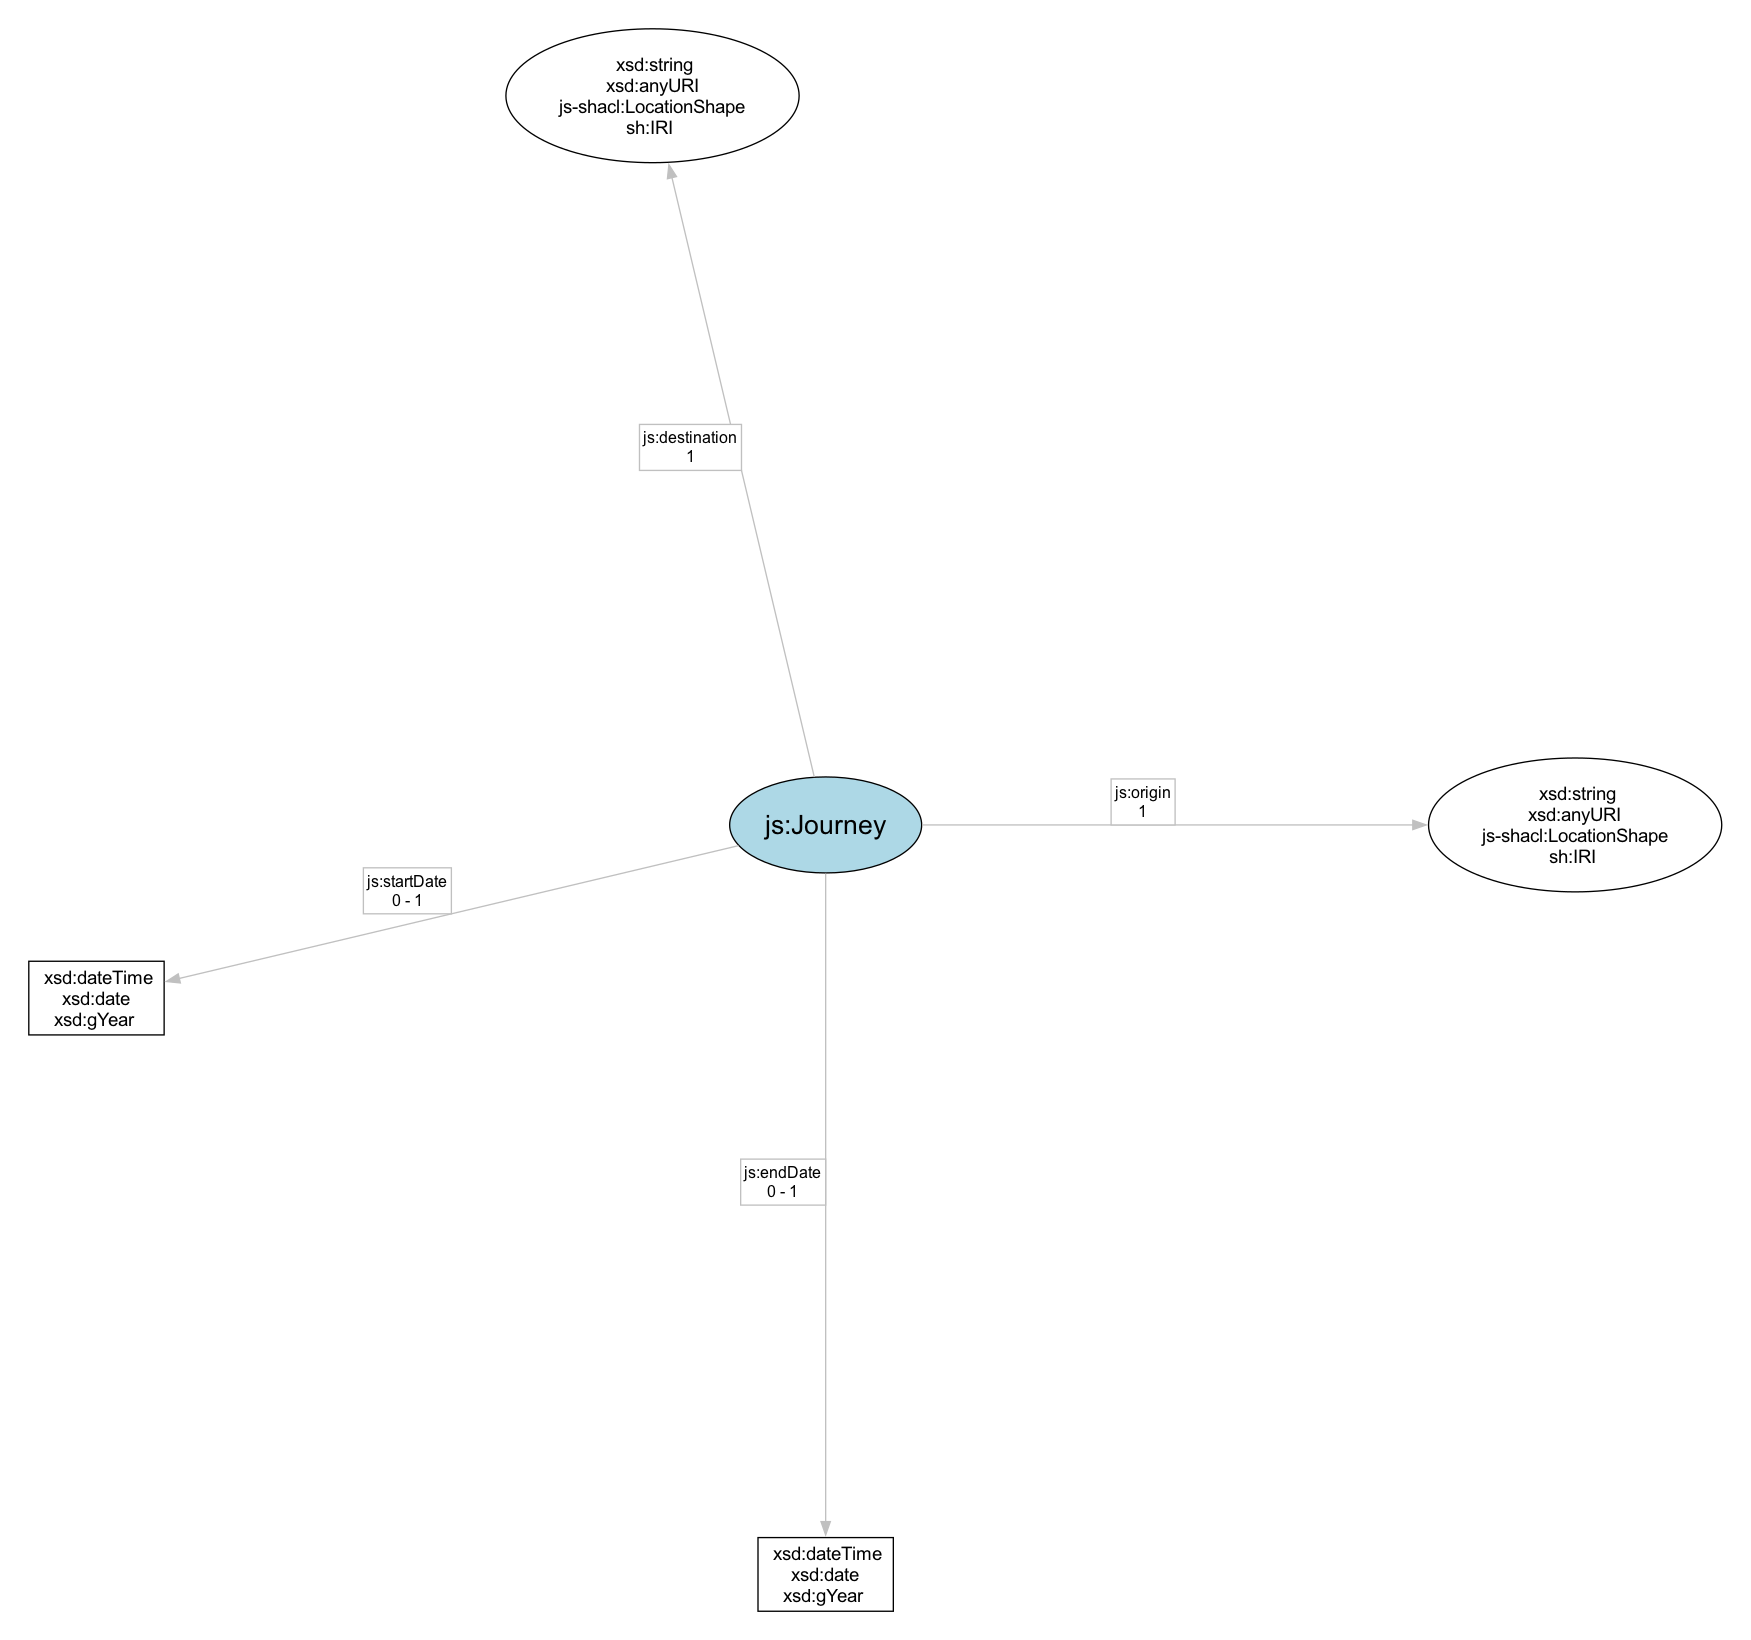 xsd:string
xsd:anyURI
js-shacl:LocationShape
sh:IRI
js:destination
1
js:Journey
js:origin
1
xsd:string
xsd:anyURI
js-shacl:LocationShape
sh:IRI
js:startDate
0 - 1
xsd:dateTime
xsd:date
xsd:gYear
js:endDate
0 - 1
xsd:dateTime
xsd:date
xsd:gYear